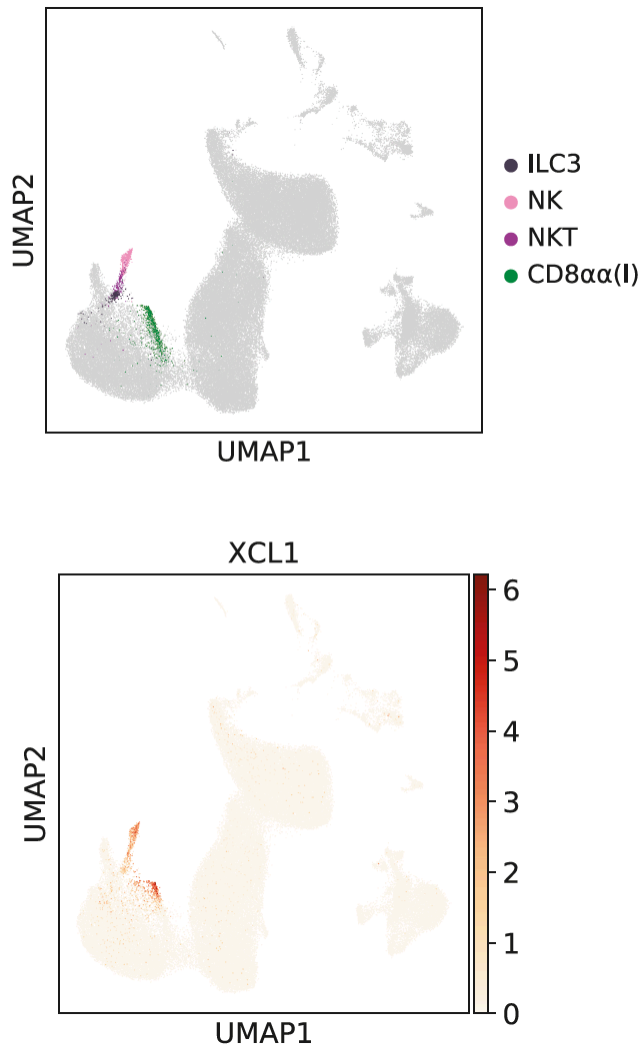 UMAP2
ILC3
NK
NKT
CD8αα(I)
UMAP1
XCL1
UMAP2
6
5
4
3
2
1
0
UMAP1